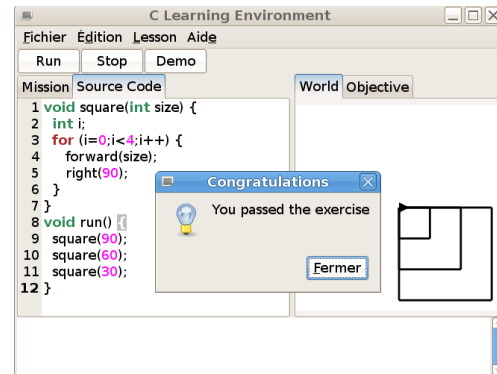 C Learning Environment
Fichier Édition Lesson Aide
Run Stop Demo
Mission Source Code
World Objective
1 void square(int size) {
2 int i;
3 for (i=0;i<4;i++) {
4 forward(size);
5 right(90);
6 }
7 }
8 void run() {
9 square(90);
10 square(60);
11 square(30);
12 }
Congratulations
You passed the exercise
Fermer